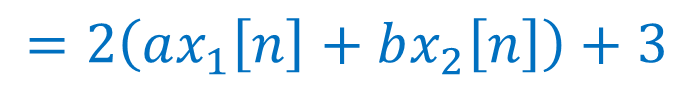 = 2(ax₁[n] + bx₂[n]) + 3